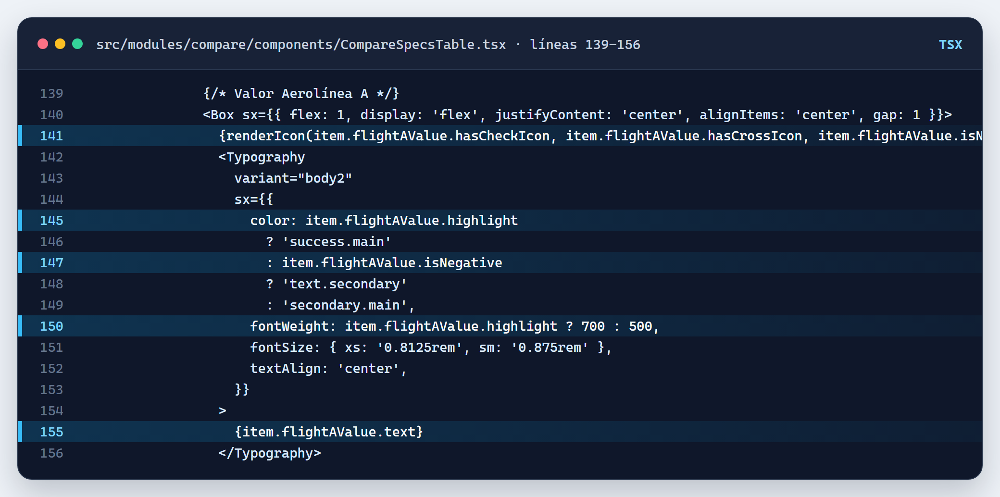 src/modules/compare/components/CompareSpecsTable.tsx · líneas 139–156 TSX
139 {/* Valor Aerolínea A */}
140 <Box sx={{ flex: 1, display: 'flex', justifyContent: 'center', alignItems: 'center', gap: 1 }}>
141 {renderIcon(item.flightAValue.hasCheckIcon, item.flightAValue.hasCrossIcon, item.flightAValue.isN
142 <Typography
143 variant="body2"
144 sx={{
145 color: item.flightAValue.highlight
146 ? 'success.main'
147 : item.flightAValue.isNegative
148 ? 'text.secondary'
149 : 'secondary.main',
150 fontWeight: item.flightAValue.highlight ? 700 : 500,
151 fontSize: { xs: '0.8125rem', sm: '0.875rem' },
152 textAlign: 'center',
153 }}
154 >
155 {item.flightAValue.text}
156 </Typography>